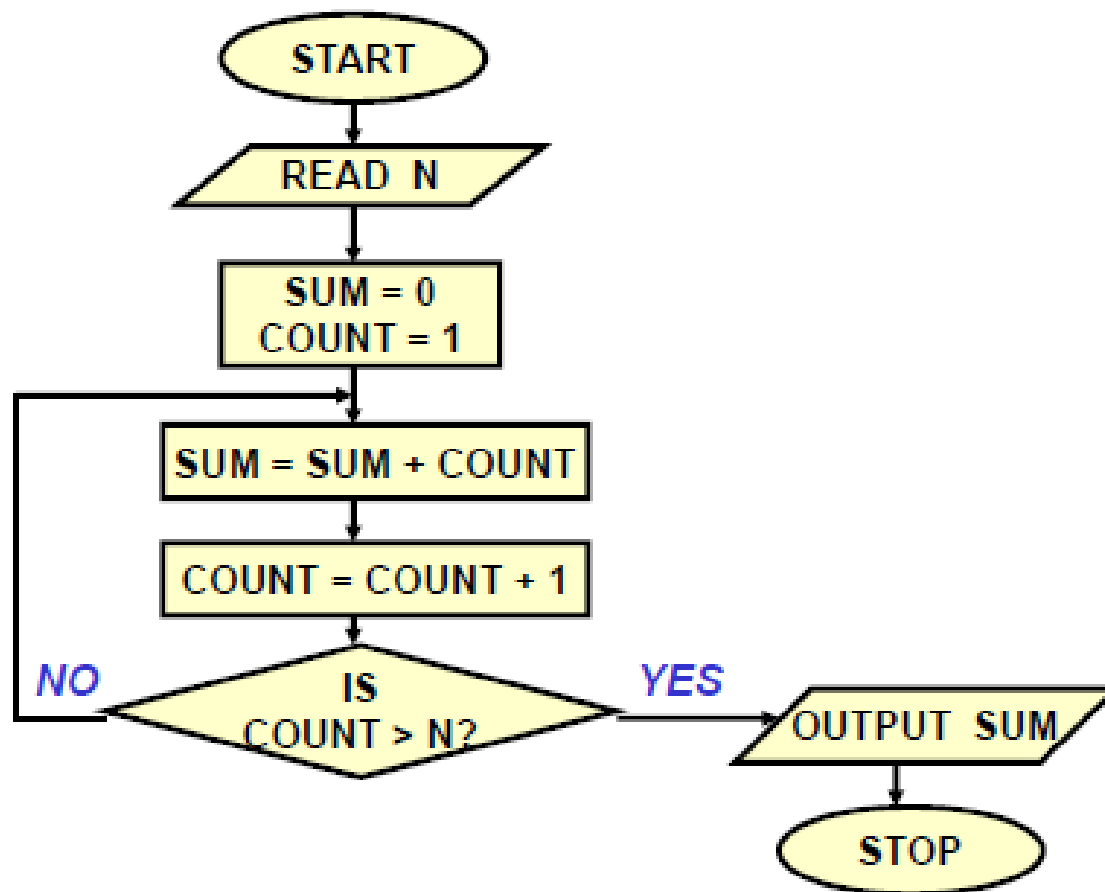 START
READ N
SUM = 0
COUNT = 1
SUM = SUM + COUNT
COUNT = COUNT + 1
IS
COUNT > N?
NO
YES
OUTPUT SUM
STOP